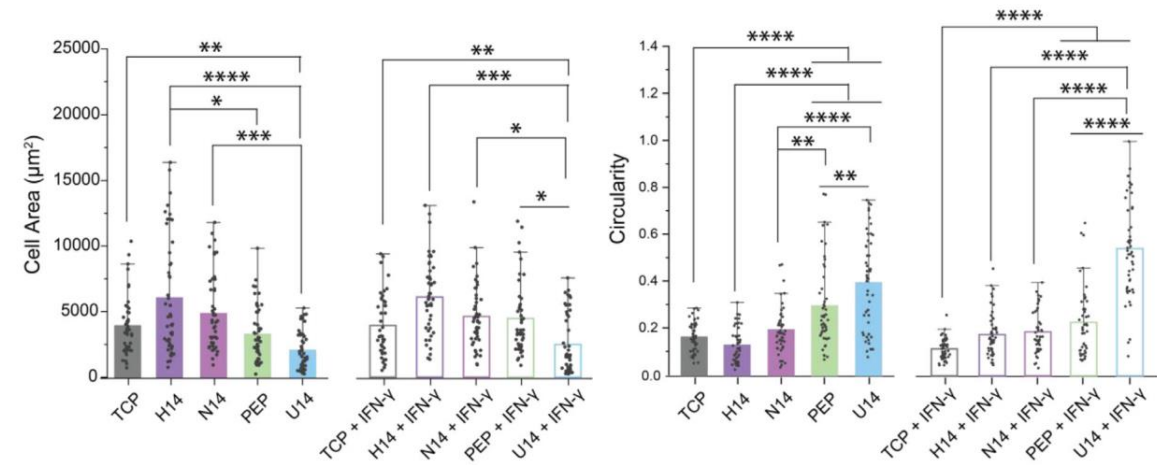 Cell Area (μm²)
25000
20000
15000
10000
5000
0
**
****
*
***
TCP
H14
N14
PEP
U14
**
***
*
*
TCP + IFN-γ
H14 + IFN-γ
N14 + IFN-γ
PEP + IFN-γ
U14 + IFN-γ
Circularity
1.4
1.2
1.0
0.8
0.6
0.4
0.2
0.0
****
****
****
**
**
TCP
H14
N14
PEP
U14
****
****
****
****
TCP + IFN-γ
H14 + IFN-γ
N14 + IFN-γ
PEP + IFN-γ
U14 + IFN-γ